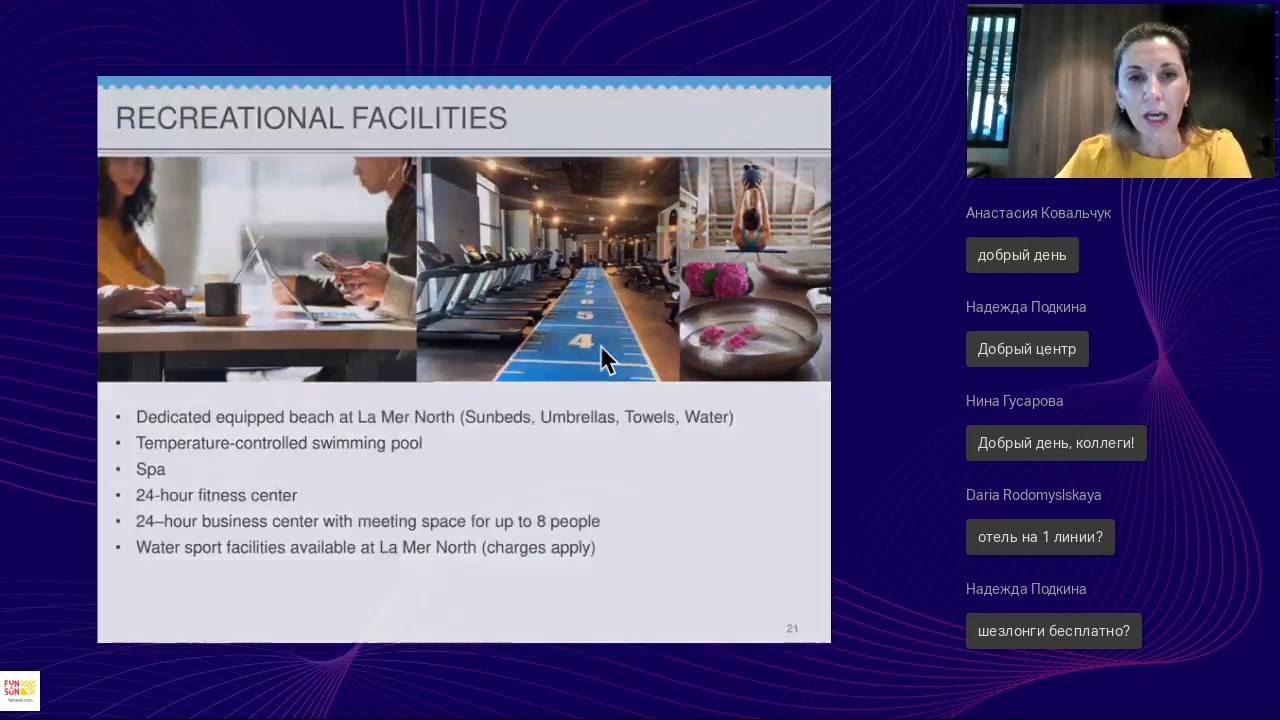 RECREATIONAL FACILITIES
5
4
• Dedicated equipped beach at La Mer North (Sunbeds, Umbrellas, Towels, Water)
• Temperature-controlled swimming pool
• Spa
• 24-hour fitness center
• 24–hour business center with meeting space for up to 8 people
• Water sport facilities available at La Mer North (charges apply)
21
Анастасия Ковальчук
добрый день
Надежда Подкина
Добрый центр
Нина Гусарова
Добрый день, коллеги!
Daria Rodomyslskaya
отель на 1 линии?
Надежда Подкина
шезлонги бесплатно?
FUN
SUN